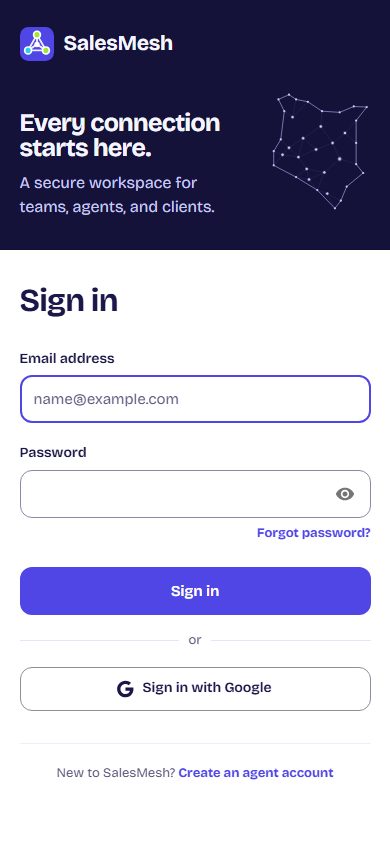 SalesMesh
Every connection
starts here.
A secure workspace for
teams, agents, and clients.
Sign in
Email address
name@example.com
Password
Forgot password?
Sign in
or
Sign in with Google
New to SalesMesh? Create an agent account